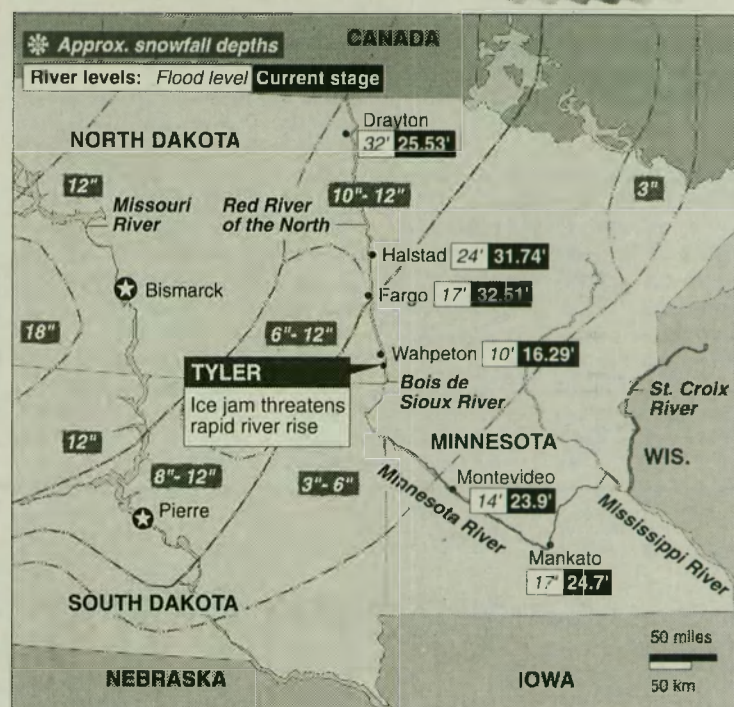 Approx. snowfall depths
River levels: Flood level Current stage
CANADA
Drayton
32' 25.53'
NORTH DAKOTA
12"
Missouri
River
Red River
of the North
10"- 12"
3"
Halstad 24' 31.74'
Bismarck
Fargo 17' 32.51'
18"
6"- 12"
Wahpeton 10' 16.29'
TYLER
Ice jam threatens
rapid river rise
Bois de
Sioux River
St. Croix
River
12"
MINNESOTA
WIS.
8"- 12"
3"- 6"
Montevideo
14' 23.9'
Pierre
Minnesota River
Mississippi River
Mankato
17' 24.7'
SOUTH DAKOTA
50 miles
50 km
NEBRASKA
IOWA